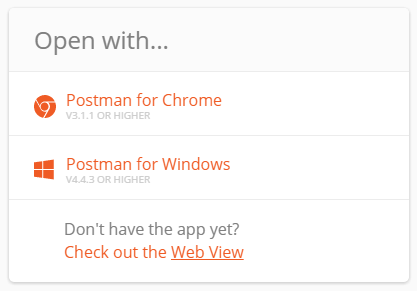 Open with...
Postman for Chrome
V3.1.1 OR HIGHER
Postman for Windows
V4.4.3 OR HIGHER
Don't have the app yet?
Check out the Web View